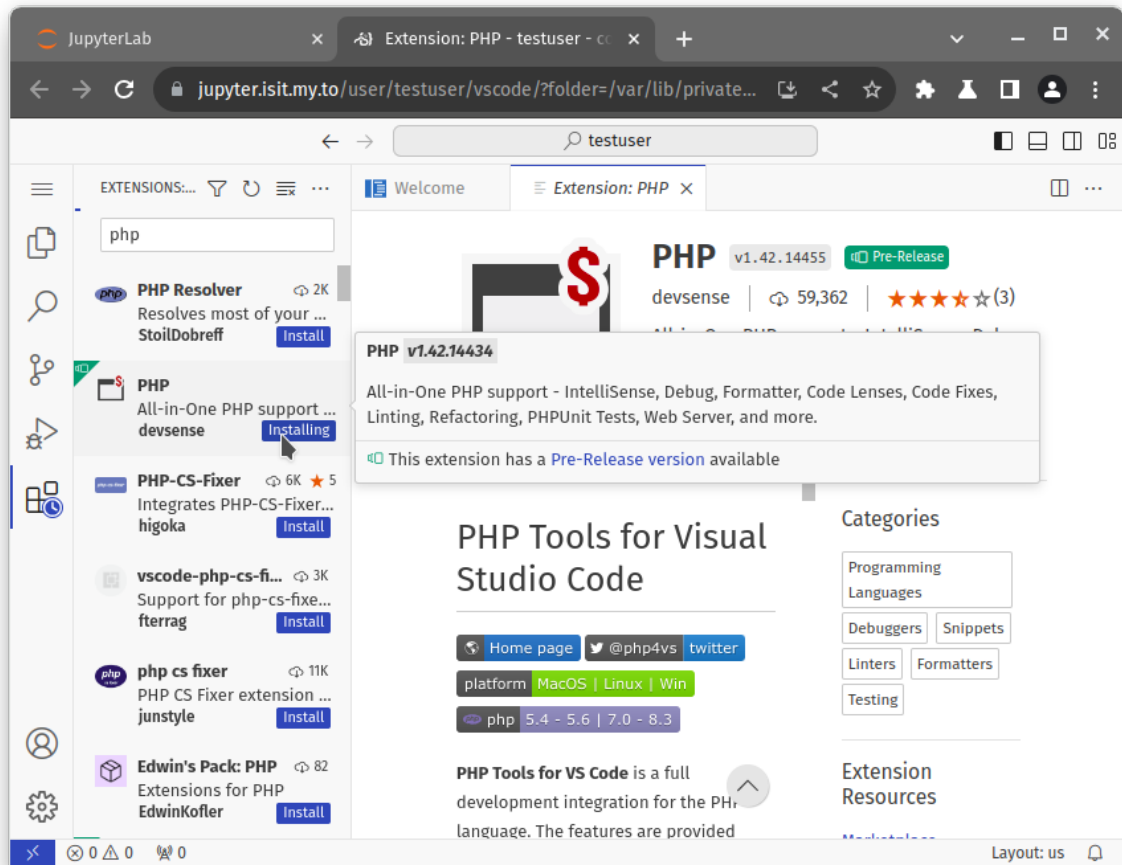 JupyterLab
Extension: PHP - testuser - co
jupyter.isit.my.to/user/testuser/vscode/?folder=/var/lib/private...
testuser
EXTENSIONS:...
php
PHP Resolver 2K
Resolves most of your ...
StoilDobreff Install
PHP
All-in-One PHP support ...
devsense Installing
PHP-CS-Fixer 6K ★ 5
Integrates PHP-CS-Fixer...
higoka Install
vscode-php-cs-fi... 3K
Support for php-cs-fixe...
fterrag Install
php cs fixer 11K
PHP CS Fixer extension ...
junstyle Install
Edwin's Pack: PHP 82
Extensions for PHP
EdwinKofler Install
Welcome
Extension: PHP
PHP v1.42.14455 Pre-Release
devsense 59,362 (3)
PHP v1.42.14434
All-in-One PHP support - IntelliSense, Debug, Formatter, Code Lenses, Code Fixes,
Linting, Refactoring, PHPUnit Tests, Web Server, and more.
This extension has a Pre-Release version available
PHP Tools for Visual
Studio Code
Home page @php4vs twitter
platform MacOS | Linux | Win
php 5.4 - 5.6 | 7.0 - 8.3
PHP Tools for VS Code is a full
development integration for the PHP
language. The features are provided
Categories
Programming
Languages
Debuggers Snippets
Linters Formatters
Testing
Extension
Resources
Marketplace
0 0 0
Layout: us